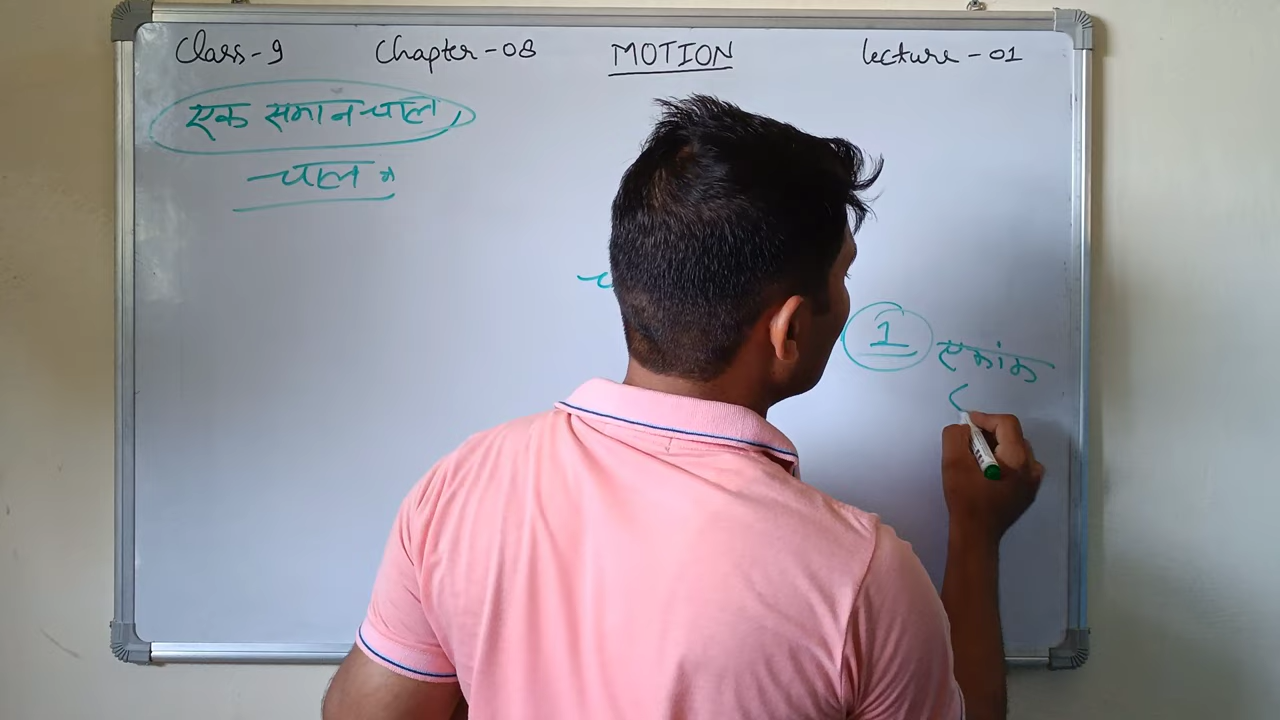 Class-9 Chapter-08 MOTION Lecture-01
एक समान चाल
चाल में
1 एकांक